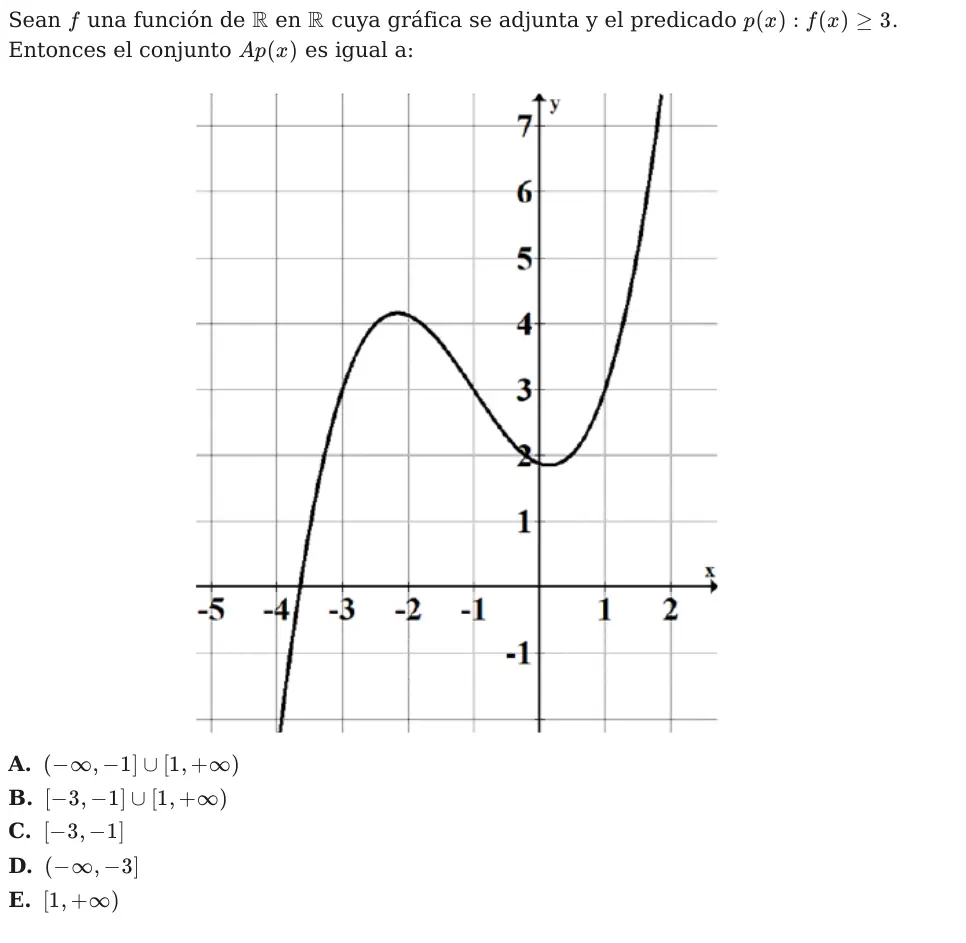 Sean f una función de ℝ en ℝ cuya gráfica se adjunta y el predicado p(x) : f(x) ≥ 3.
Entonces el conjunto Ap(x) es igual a:
y
7
6
5
4
3
2
1
x
-5 -4 -3 -2 -1 1 2
-1
A. (−∞, −1] ∪ [1, +∞)
B. [−3, −1] ∪ [1, +∞)
C. [−3, −1]
D. (−∞, −3]
E. [1, +∞)